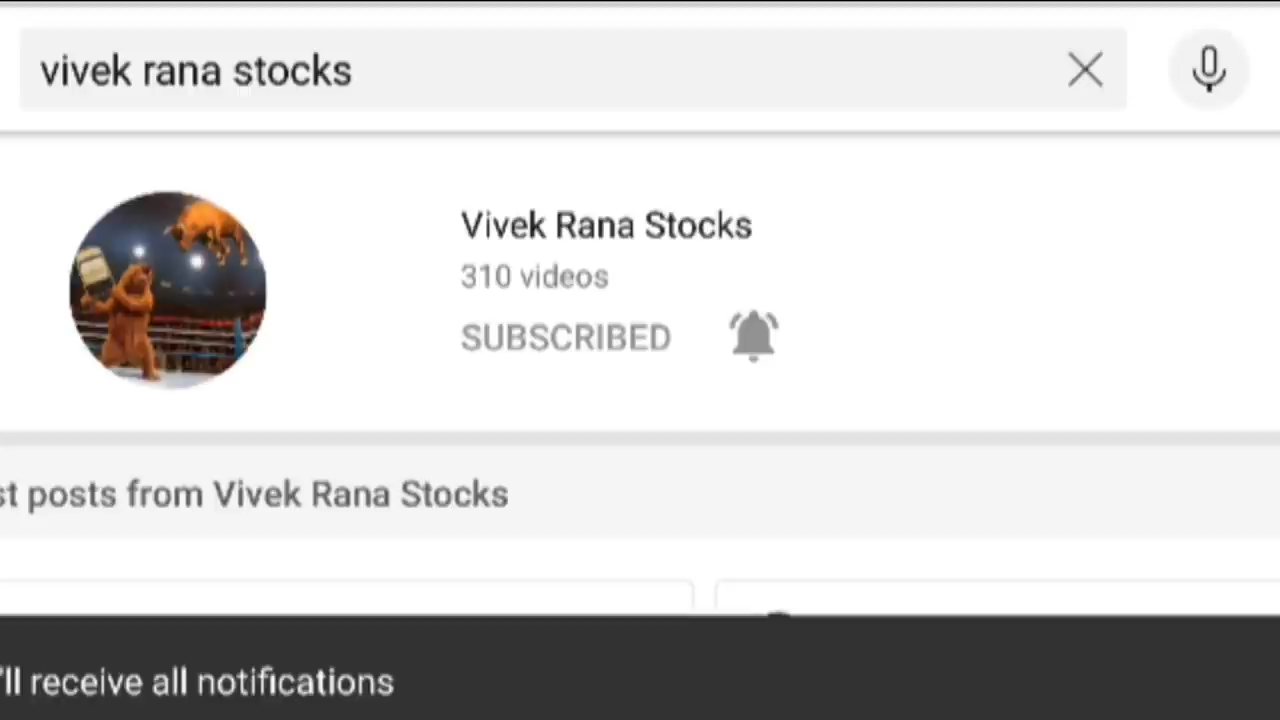 vivek rana stocks
Vivek Rana Stocks
310 videos
SUBSCRIBED
st posts from Vivek Rana Stocks
'll receive all notifications